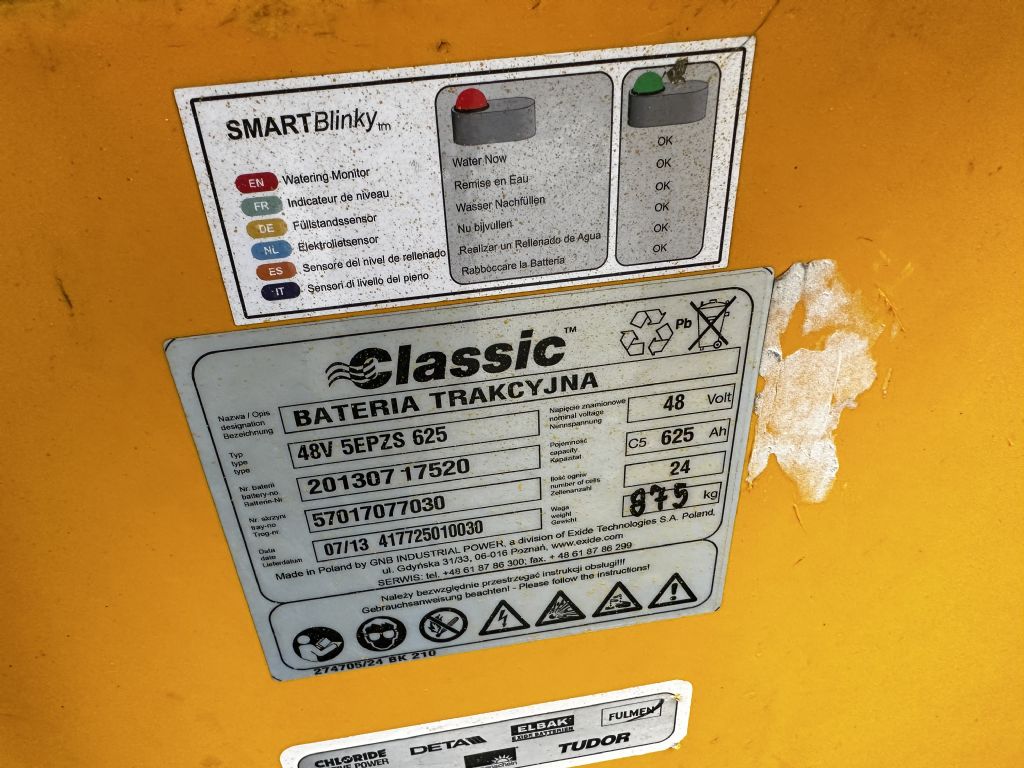 SMARTBlinky tm
EN Watering Monitor
FR Indicateur de niveau
DE Füllstandssensor
NL Elektrolietsensor
ES Sensore del nivel de rellenado
IT Sensori di livello del pieno
Water Now
Remise en Eau
Wasser Nachfüllen
Nu bijvullen
Realizar un Rellenado de Agua
Rabboccare la Batteria
OK
OK
OK
OK
OK
OK
Classic™
Pb
Nazwa / Opis
designation
Bezeichnung
BATERIA TRAKCYJNA
Typ
type
type
48V 5EPZS 625
Nr. baterii
battery-no.
Batterie-Nr.
201307 17520
Nr. skrzyni
tray-no
Trog-nr.
57017077030
Data
date
Lieferdatum
07/13 417725010030
Napięcie znamionowe
nominal voltage
Nennspannung
48 Volt
Pojemność
capacity
Kapazitat
C5 625 Ah
Ilość ogniw
number of cells
Zellenanzahl
24
Waga
weight
Gewicht
975 kg
Made in Poland by GNB INDUSTRIAL POWER, a division of Exide Technologies S.A. Poland,
ul. Gdyńska 31/33, 06-016 Poznań, www.exide.com
SERWIS: tel. +48 61 87 86 300; fax. + 48 61 87 86 299
Należy bezwzględnie przestrzegać instrukcji obsługi!!!
Gebrauchsanweisung beachten! - Please follow the instructions!
274705/24 BK 210
CHLORIDE
POWER
DETA
ELBAK
FULMEN
TUDOR